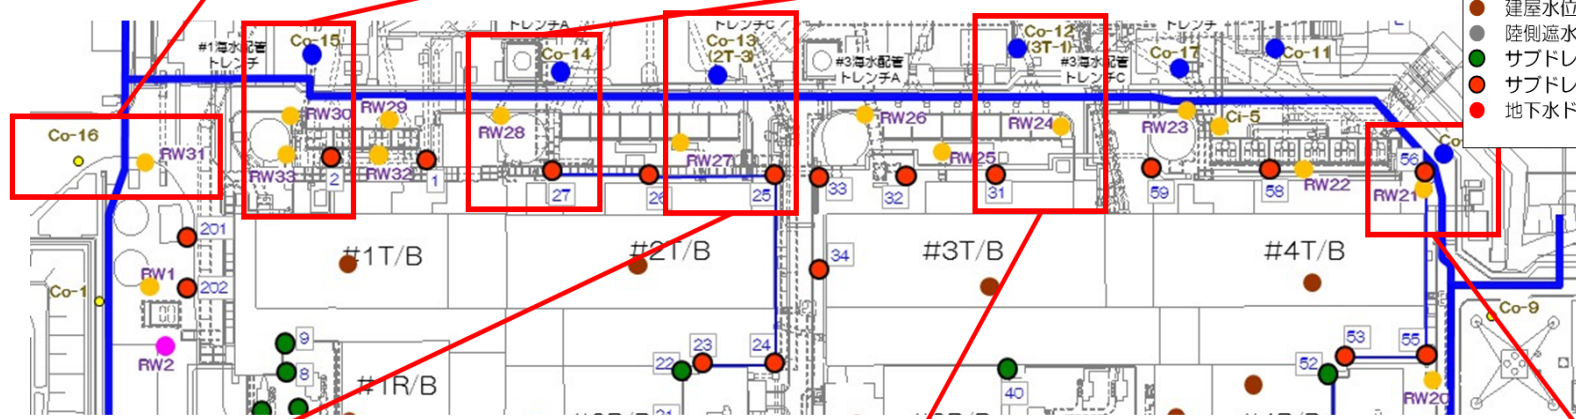 建屋水位
陸側遮水
サブドレ
サブドレ
地下水ド
トレンチA
トレンチC
トレンチ
#1海水配管
トレンチ
Co-15
Co-14
Co-13
(2T-3)
#3海水配管
トレンチA
Co-12
(3T-1)
#3海水配管
トレンチC
Co-17
Co-11
Co-16
RW31
RW30
RW29
RW28
RW27
RW26
RW25
RW24
RW23
Ci-5
RW33
2
RW32
1
27
26
25
33
32
31
59
58
RW22
56
RW21
201
202
RW1
Co-1
RW2
#1T/B
#2T/B
34
#3T/B
#4T/B
Co-9
9
8
#1R/B
22
23
24
40
52
53
55
RW20